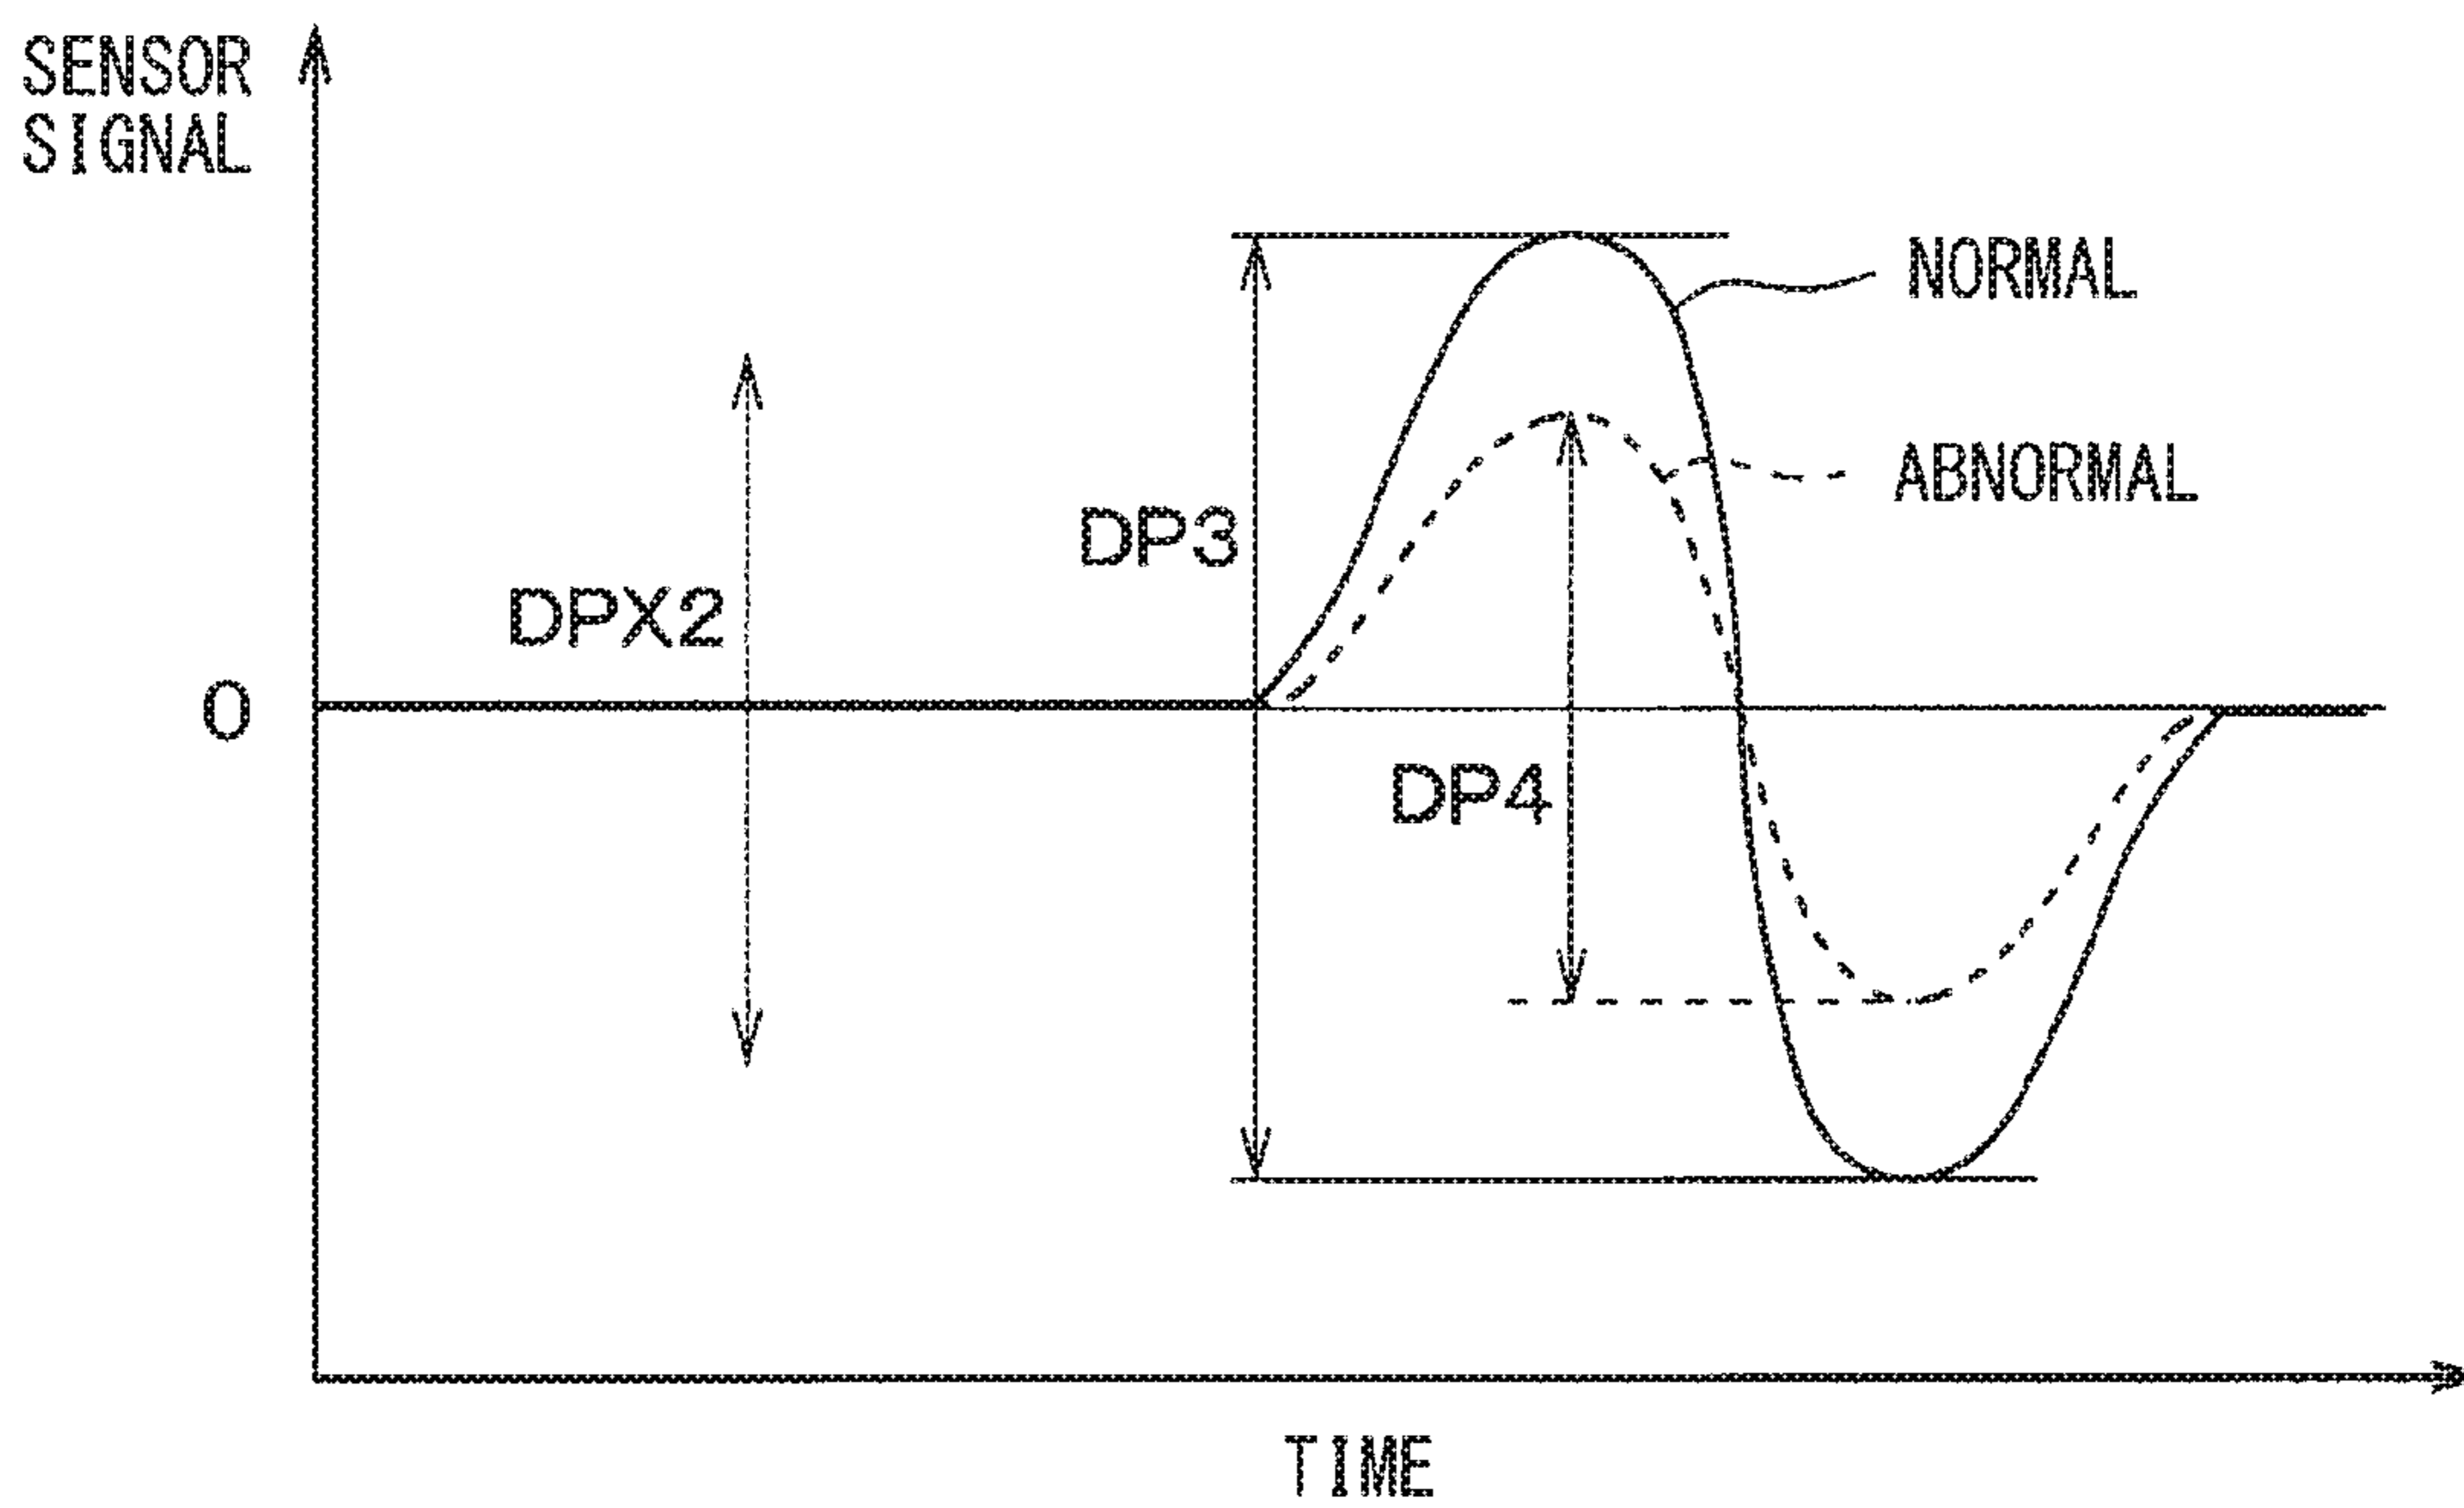 SENSOR
SIGNAL
NORMAL
ABNORMAL
DP3
DPX2
0
DP4
TIME